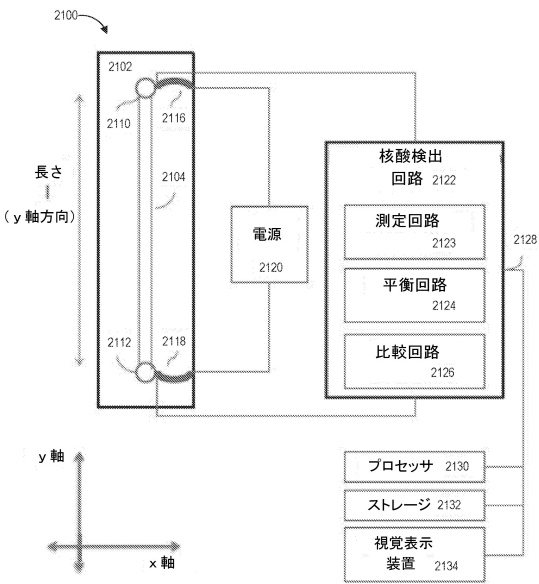 2100
2102
2110
2116
長さ
(y軸方向)
2104
電源
2120
2112
2118
核酸検出
回路 2122
測定回路
2123
平衡回路
2124
比較回路
2126
2128
プロセッサ 2130
ストレージ 2132
視覚表示
装置 2134
y軸
x軸